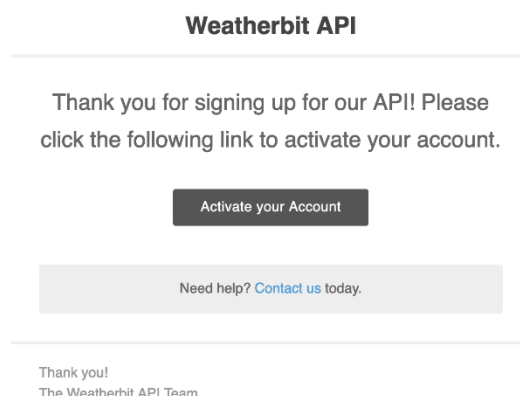 Weatherbit API
Thank you for signing up for our API! Please
click the following link to activate your account.
Activate your Account
Need help? Contact us today.
Thank you!
The Weatherbit API Team